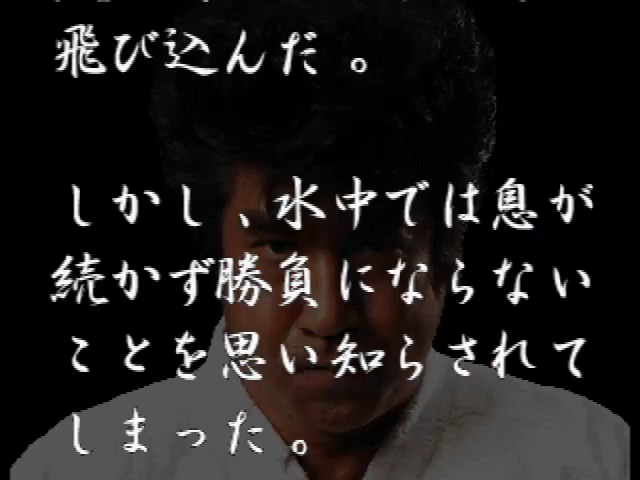 飛び込んだ。
しかし、水中では息が
続かず勝負にならない
ことを思い知らされて
しまった。